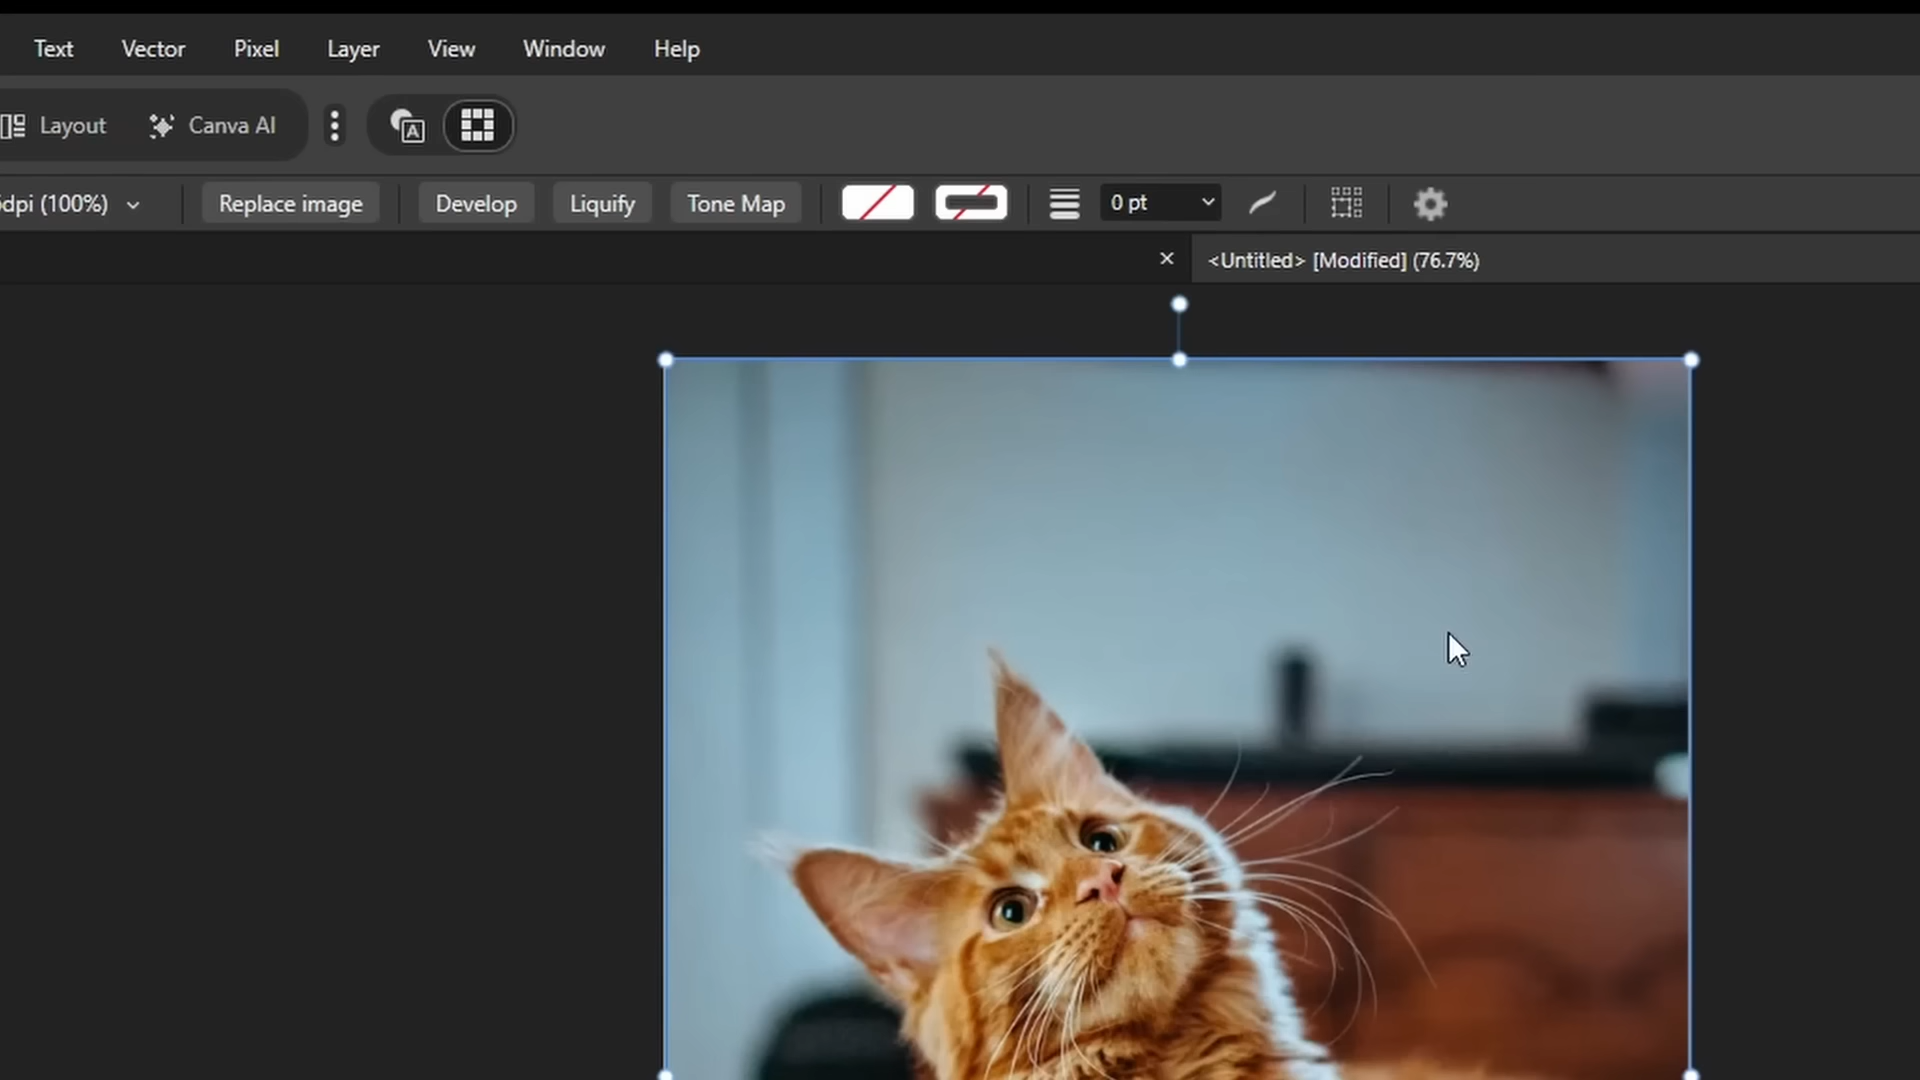 Text Vector Pixel Layer View Window Help
Layout Canva AI A
dpi (100%) Replace image Develop Liquify Tone Map 0 pt
<Untitled> [Modified] (76.7%)